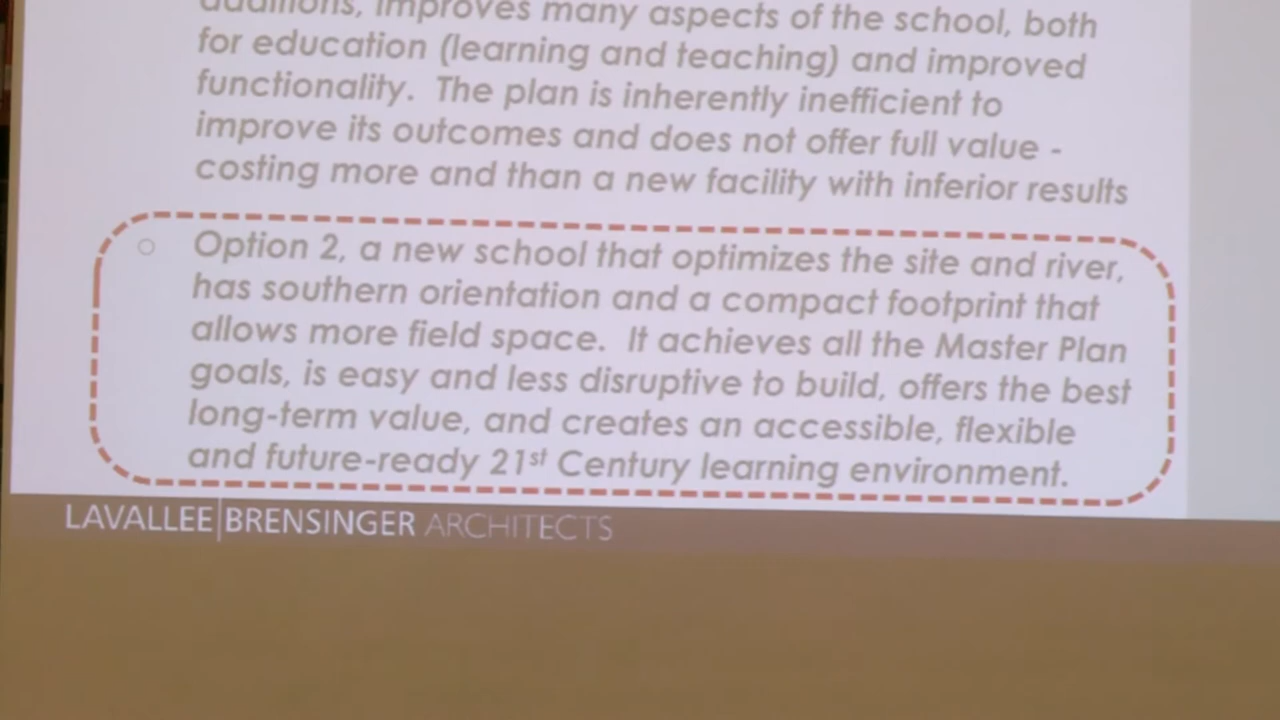 additions, improves many aspects of the school, both
for education (learning and teaching) and improved
functionality. The plan is inherently inefficient to
improve its outcomes and does not offer full value -
costing more and than a new facility with inferior results
○ Option 2, a new school that optimizes the site and river,
has southern orientation and a compact footprint that
allows more field space. It achieves all the Master Plan
goals, is easy and less disruptive to build, offers the best
long-term value, and creates an accessible, flexible
and future-ready 21st Century learning environment.
LAVALLEE|BRENSINGER ARCHITECTS